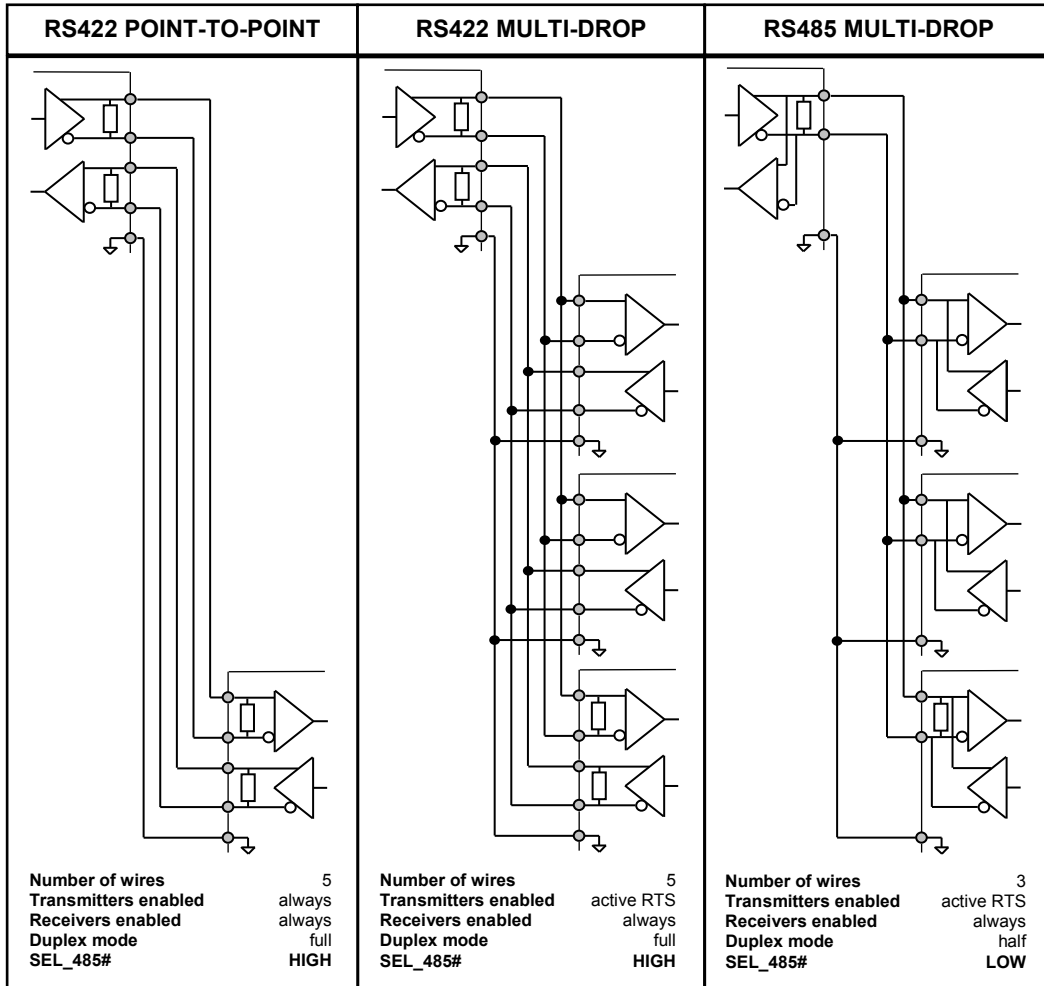 RS422 POINT-TO-POINT
RS422 MULTI-DROP
RS485 MULTI-DROP
Number of wires 5
Transmitters enabled always
Receivers enabled always
Duplex mode full
SEL_485# HIGH
Number of wires 5
Transmitters enabled active RTS
Receivers enabled always
Duplex mode full
SEL_485# HIGH
Number of wires 3
Transmitters enabled active RTS
Receivers enabled always
Duplex mode half
SEL_485# LOW